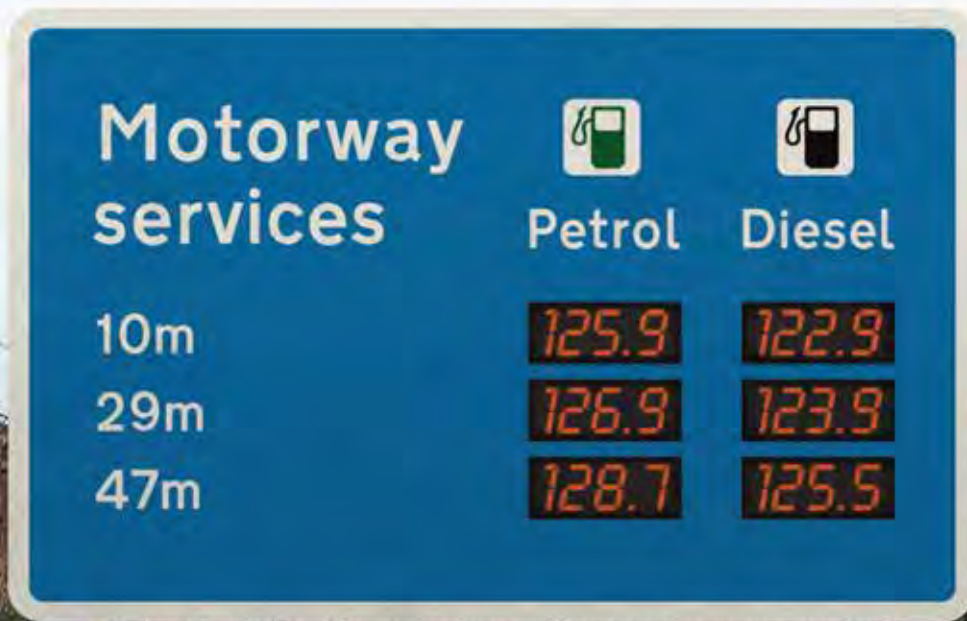 Motorway
services
Petrol Diesel
10m 125.9 122.9
29m 126.9 123.9
47m 128.7 125.5